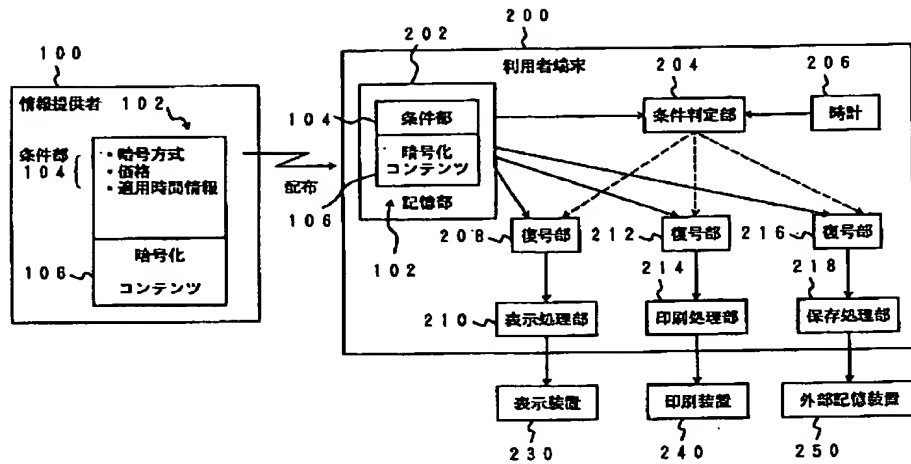 200
202
100
利用者端末
204
206
情報提供者
102
104
条件部
条件判定部
時計
条件部
104
・暗号方式
・価格
・適用時間情報
暗号化
コンテンツ
配布
106
記憶部
102
208
復号部
212
復号部
216
復号部
106
暗号化
コンテンツ
214
218
210
表示処理部
印刷処理部
保存処理部
表示装置
印刷装置
外部記憶装置
230
240
250